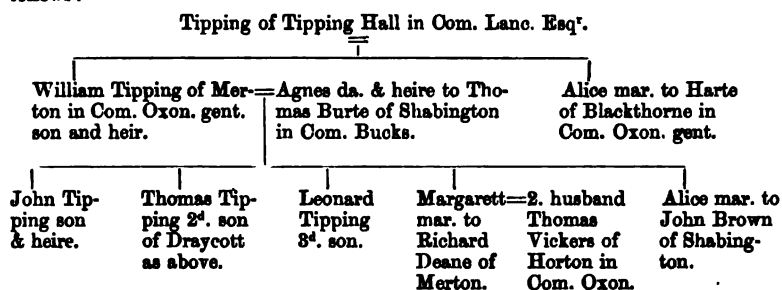 Tipping of Tipping Hall in Com. Lanc. Esqr.
William Tipping of Mer-=Agnes da. & heire to Tho-
ton in Com. Oxon. gent.
son and heir.
mas Burte of Shabington
in Com. Bucks.
Alice mar. to Harte
of Blackthorne in
Com. Oxon. gent.
John Tip-
ping son
& heire.
Thomas Tip-
ping 2d. son
of Draycott
as above.
Leonard
Tipping
3d. son.
Margarett=2. husband
mar. to
Richard
Deane of
Merton.
Thomas
Vickers of
Horton in
Com. Oxon.
Alice mar. to
John Brown
of Shabing-
ton.